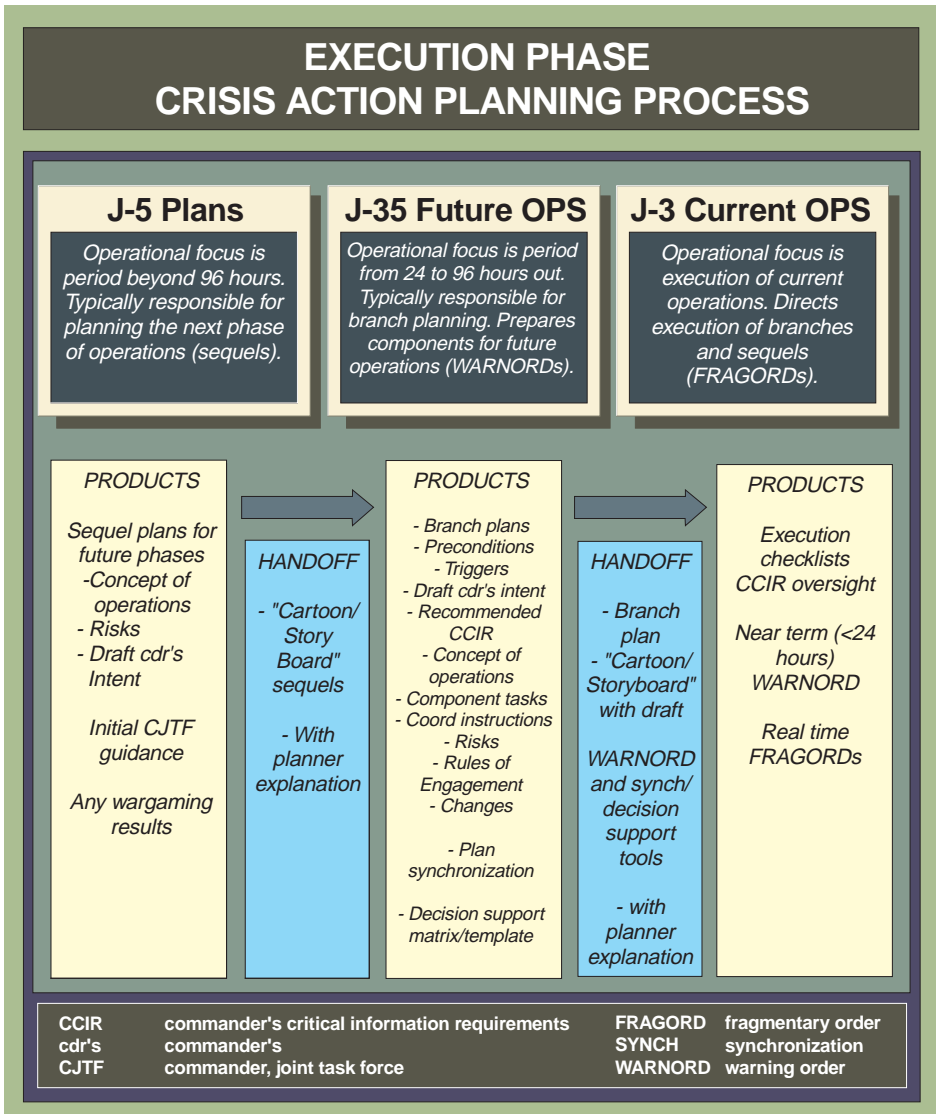 EXECUTION PHASE
CRISIS ACTION PLANNING PROCESS
J-5 Plans
Operational focus is
period beyond 96 hours.
Typically responsible for
planning the next phase
of operations (sequels).
J-35 Future OPS
Operational focus is period
from 24 to 96 hours out.
Typically responsible for
branch planning. Prepares
components for future
operations (WARNORDs).
J-3 Current OPS
Operational focus is
execution of current
operations. Directs
execution of branches
and sequels
(FRAGORDs).
PRODUCTS
Sequel plans for
future phases
-Concept of
operations
- Risks
- Draft cdr's
Intent
Initial CJTF
guidance
Any wargaming
results
HANDOFF
- "Cartoon/
Story
Board"
sequels
- With
planner
explanation
PRODUCTS
- Branch plans
- Preconditions
- Triggers
- Draft cdr's intent
- Recommended
CCIR
- Concept of
operations
- Component tasks
- Coord instructions
- Risks
- Rules of
Engagement
- Changes
- Plan
synchronization
- Decision support
matrix/template
HANDOFF
- Branch
plan
- "Cartoon/
Storyboard"
with draft
WARNORD
and synch/
decision
support
tools
- with
planner
explanation
PRODUCTS
Execution
checklists
CCIR oversight
Near term (<24
hours)
WARNORD
Real time
FRAGORDs
CCIR commander's critical information requirements
cdr's commander's
CJTF commander, joint task force
FRAGORD fragmentary order
SYNCH synchronization
WARNORD warning order